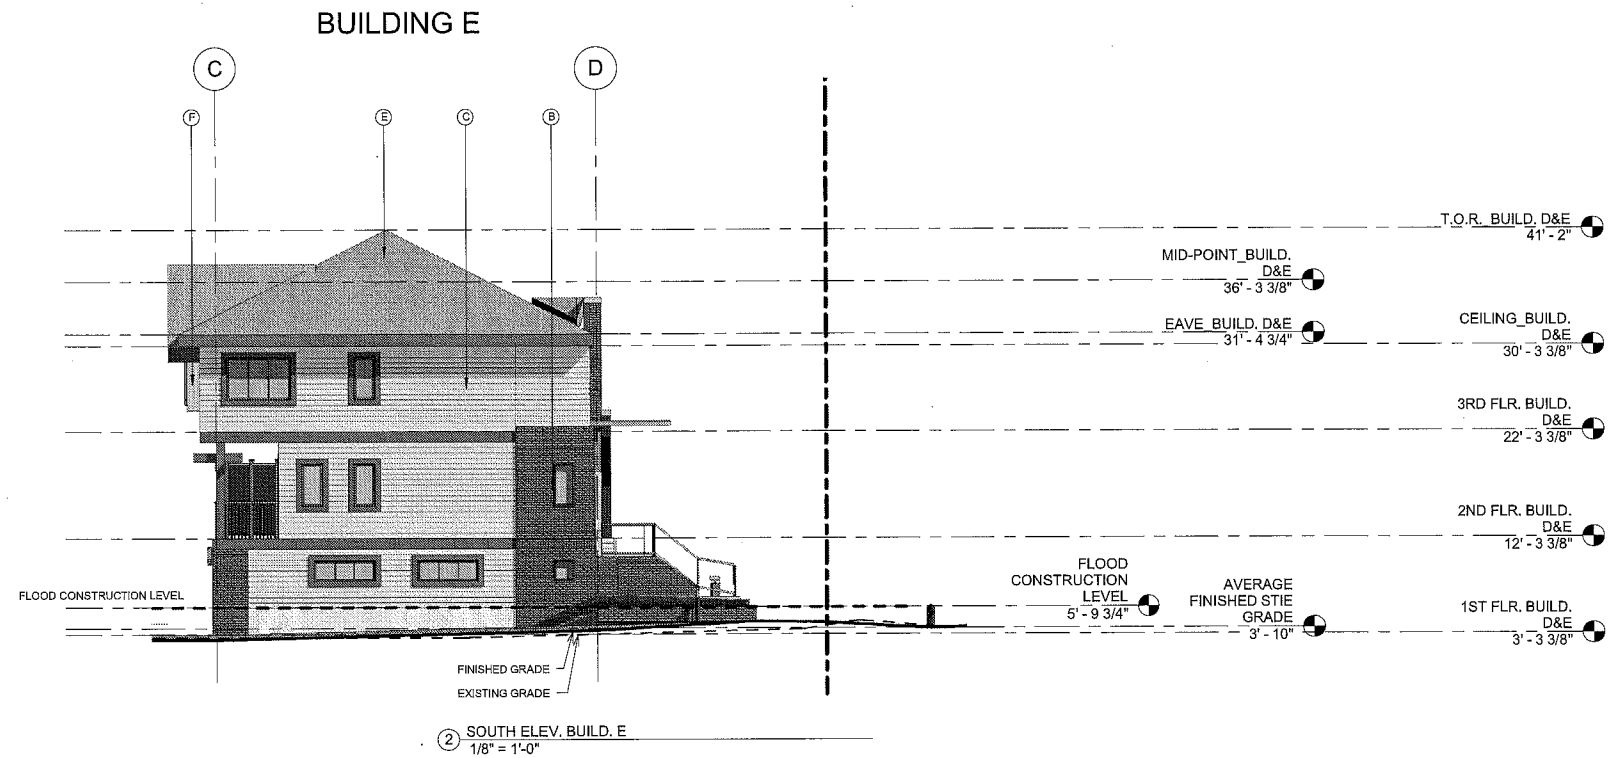 BUILDING E
C
D
F
E
C
B
T.O.R._BUILD. D&E
41' - 2"
MID-POINT_BUILD.
D&E
36' - 3 3/8"
EAVE_BUILD. D&E
31' - 4 3/4"
CEILING_BUILD.
D&E
30' - 3 3/8"
3RD FLR. BUILD.
D&E
22' - 3 3/8"
2ND FLR. BUILD.
D&E
12' - 3 3/8"
FLOOD
CONSTRUCTION
LEVEL
5' - 9 3/4"
AVERAGE
FINISHED STIE
GRADE
3' - 10"
1ST FLR. BUILD.
D&E
3' - 3 3/8"
FLOOD CONSTRUCTION LEVEL
FINISHED GRADE
EXISTING GRADE
2
SOUTH ELEV. BUILD. E
1/8" = 1'-0"